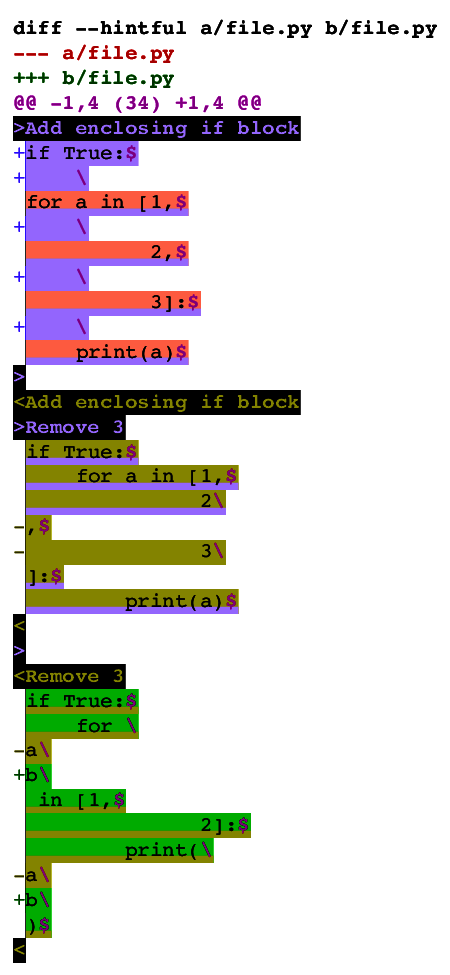 diff --hintful a/file.py b/file.py
--- a/file.py
+++ b/file.py
@@ -1,4 (34) +1,4 @@
>Add enclosing if block
+if True:$
+    \
 for a in [1,$
+    \
          2,$
+    \
          3]:$
+    \
     print(a)$
>
<Add enclosing if block
>Remove 3
 if True:$
     for a in [1,$
              2\
-,$
-              3\
 ]:$
         print(a)$
<
>
<Remove 3
 if True:$
     for \
-a\
+b\
  in [1,$
              2]:$
         print(\
-a\
+b\
 )$
<